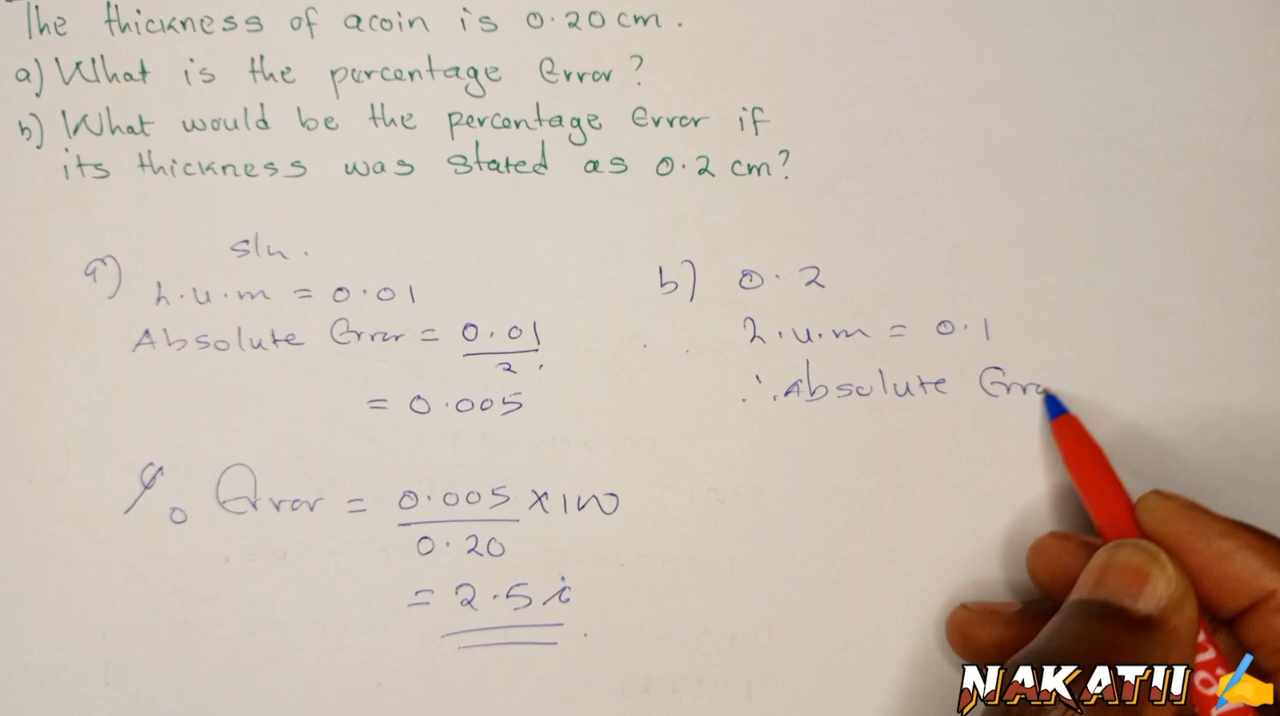 The thickness of a coin is 0.20 cm.
a) What is the percentage Error?
b) What would be the percentage Error if
its thickness was stated as 0.2 cm?
sln.
a)
L.u.m = 0.01
Absolute Error = 0.01
2
= 0.005
% Error = 0.005 × 100
0.20
= 2.5%
b) 0.2
L.u.m = 0.1
∴ Absolute Erro
NAKATII